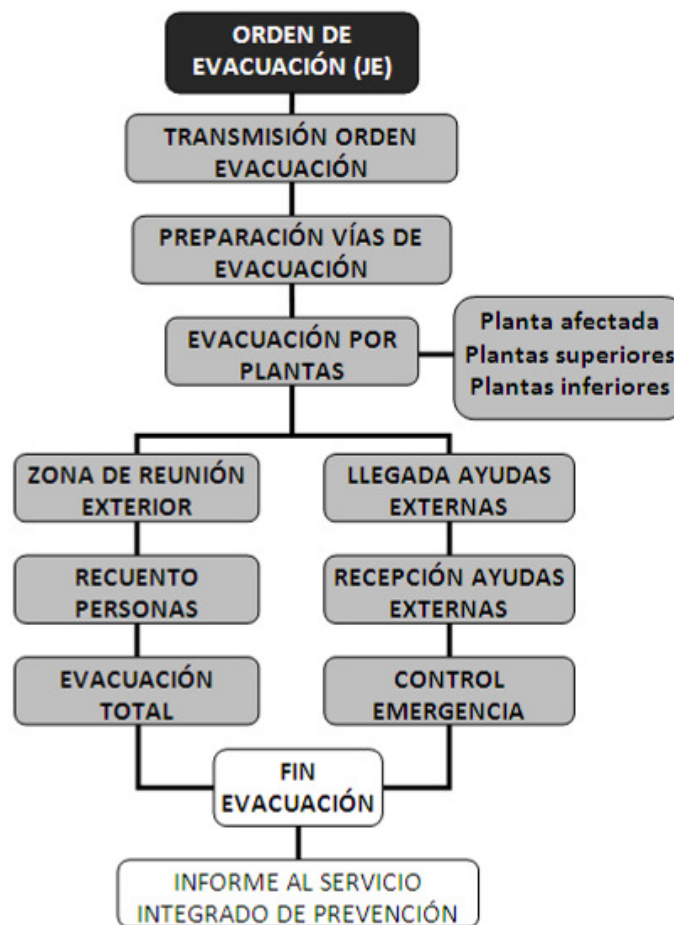 ORDEN DE
EVACUACIÓN (JE)
TRANSMISIÓN ORDEN
EVACUACIÓN
PREPARACIÓN VÍAS DE
EVACUACIÓN
EVACUACIÓN POR
PLANTAS
Planta afectada
Plantas superiores
Plantas inferiores
ZONA DE REUNIÓN
EXTERIOR
RECUENTO
PERSONAS
EVACUACIÓN
TOTAL
LLEGADA AYUDAS
EXTERNAS
RECEPCIÓN AYUDAS
EXTERNAS
CONTROL
EMERGENCIA
FIN
EVACUACIÓN
INFORME AL SERVICIO
INTEGRADO DE PREVENCIÓN